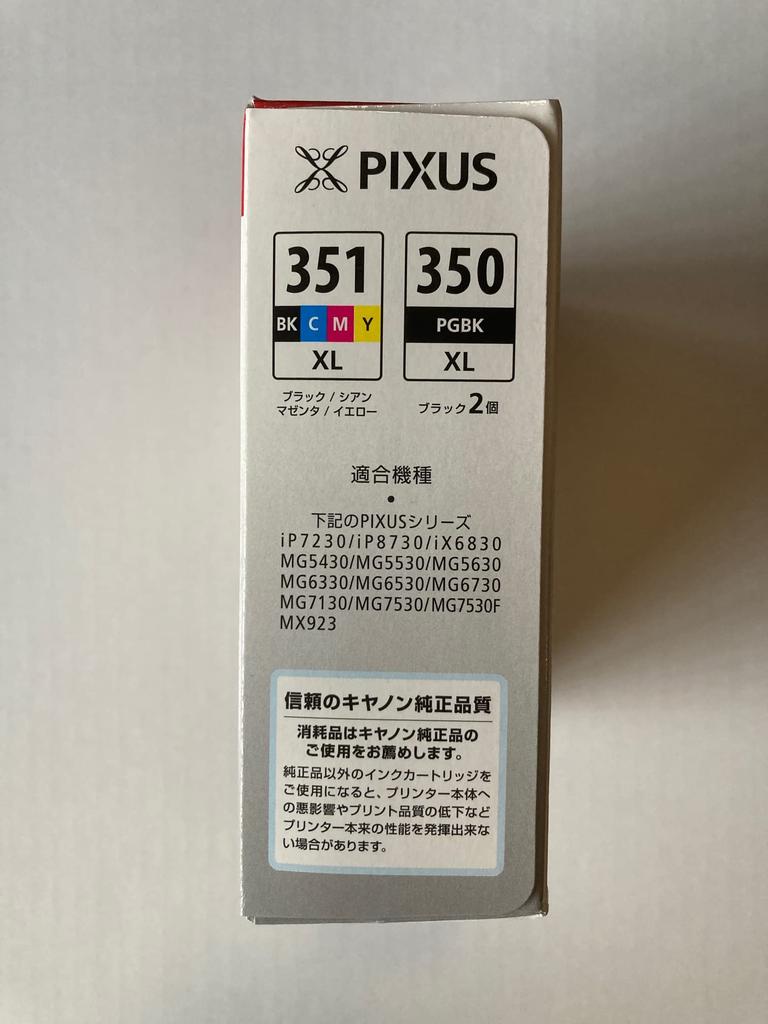 PIXUS
351
BK C M Y
XL
ブラック / シアン
マゼンタ / イエロー
350
PGBK
XL
ブラック2個
適合機種
●
下記のPIXUSシリーズ
iP7230/iP8730/iX6830
MG5430/MG5530/MG5630
MG6330/MG6530/MG6730
MG7130/MG7530/MG7530F
MX923
信頼のキヤノン純正品質
消耗品はキヤノン純正品の
ご使用をお薦めします。
純正品以外のインクカートリッジを
ご使用になると、プリンター本体へ
の悪影響やプリント品質の低下など
プリンター本来の性能を発揮出来な
い場合があります。